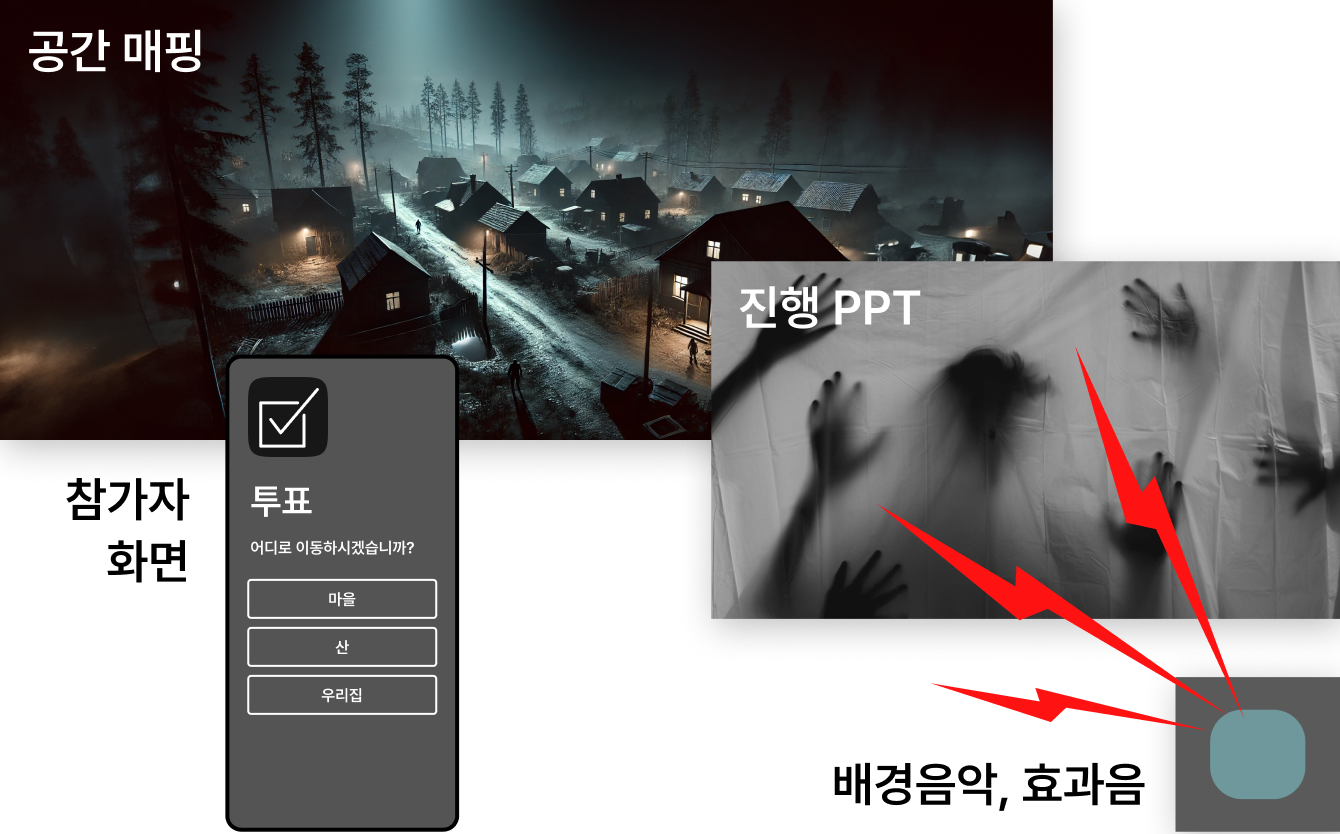 공간 매핑
진행 PPT
참가자
화면
투표
어디로 이동하시겠습니까?
마을
산
우리집
배경음악, 효과음